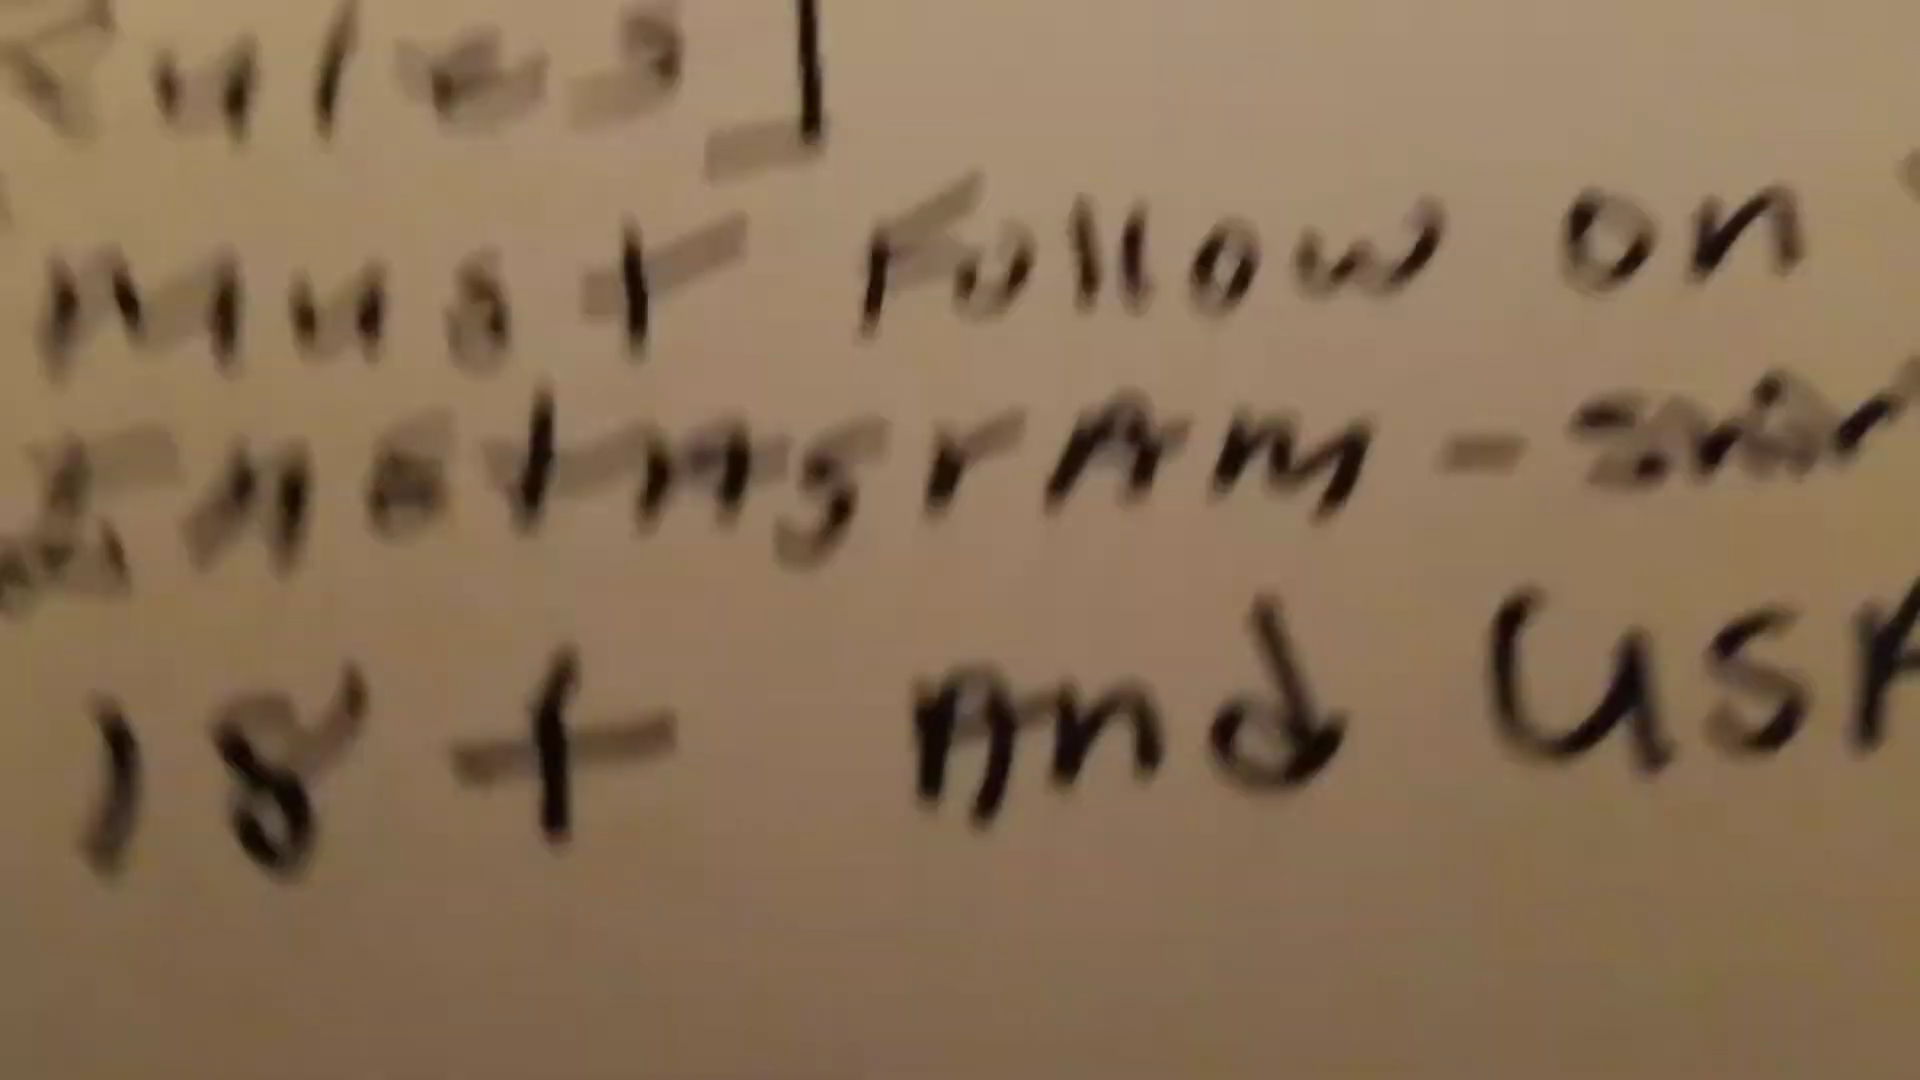 Rules
Must Follow on
InstAgrAm -
18+ And USA